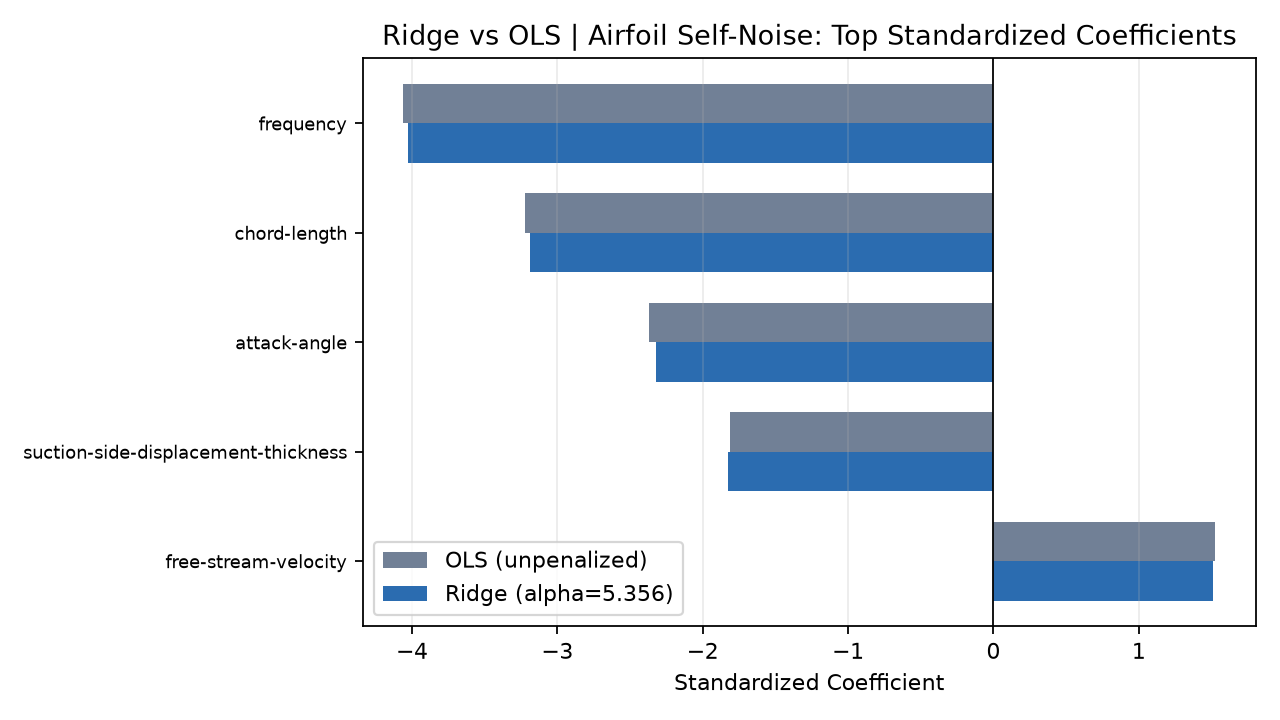 Ridge vs OLS | Airfoil Self-Noise: Top Standardized Coefficients
frequency
chord-length
attack-angle
suction-side-displacement-thickness
free-stream-velocity
OLS (unpenalized)
Ridge (alpha=5.356)
−4 −3 −2 −1 0 1
Standardized Coefficient